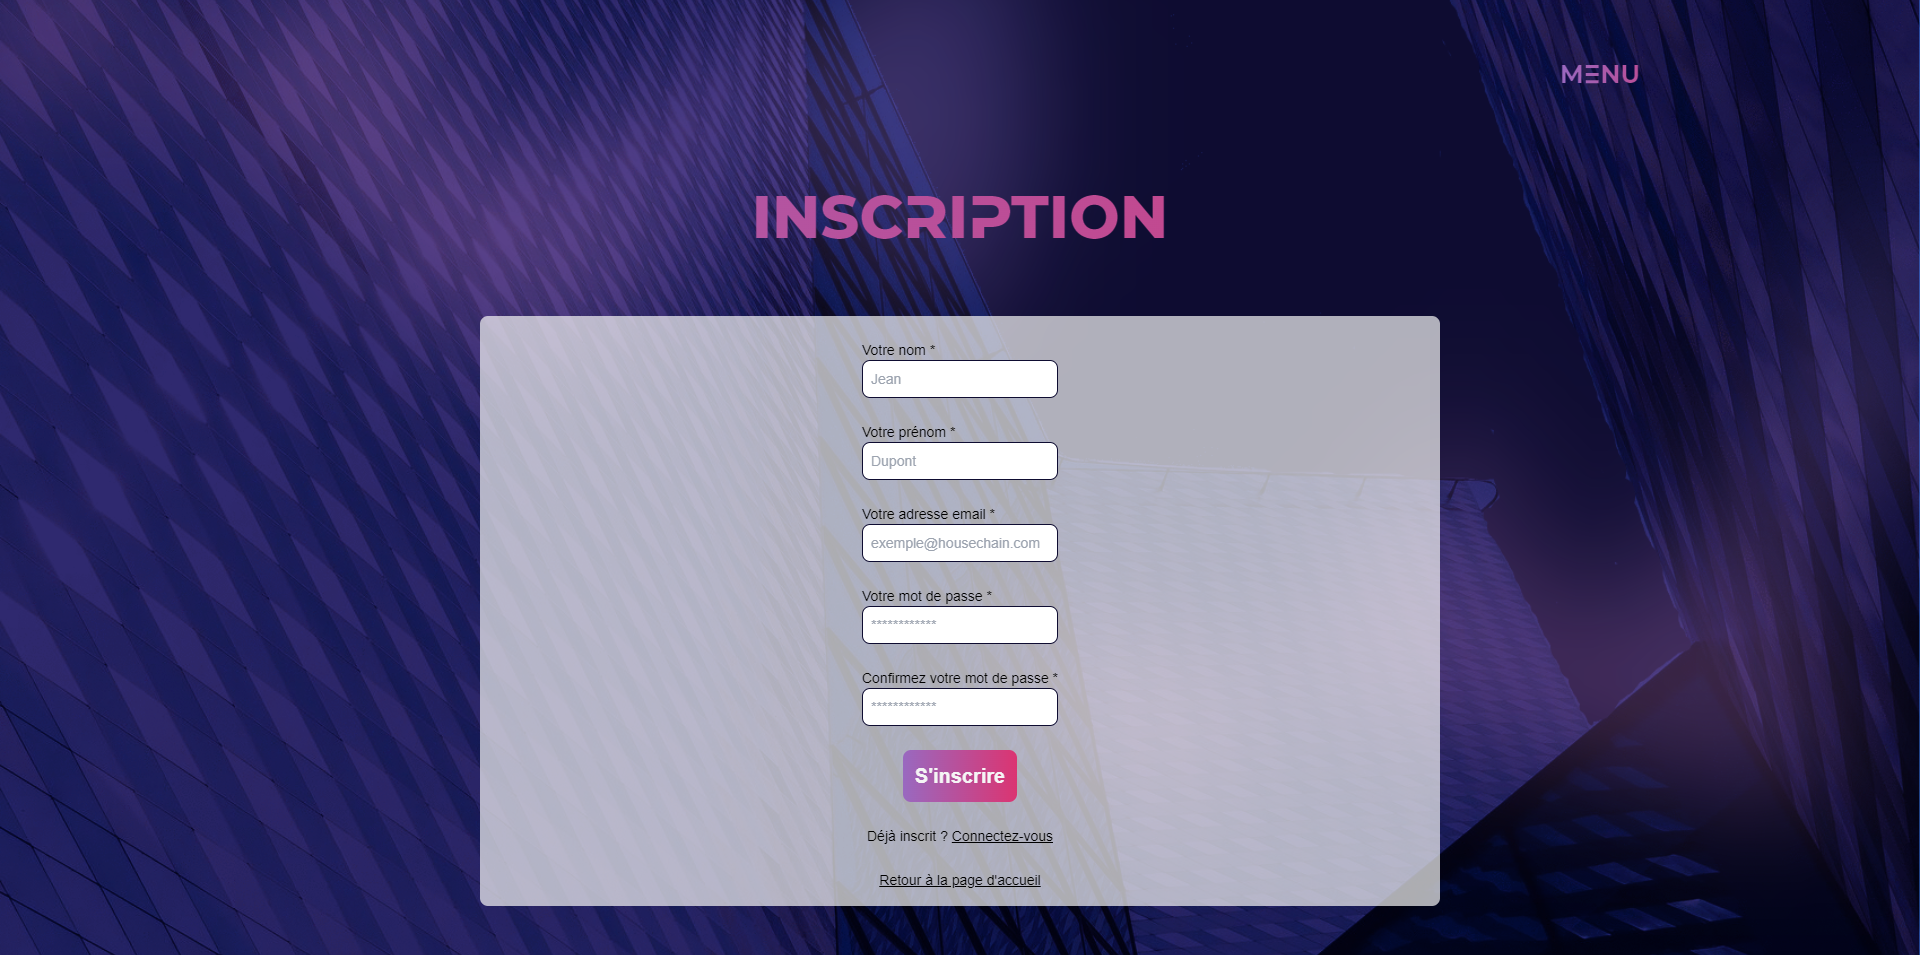 MENU
INSCRIPTION
Votre nom *
Jean
Votre prénom *
Dupont
Votre adresse email *
exemple@housechain.com
Votre mot de passe *
************
Confirmez votre mot de passe *
************
S'inscrire
Déjà inscrit ? Connectez-vous
Retour à la page d'accueil